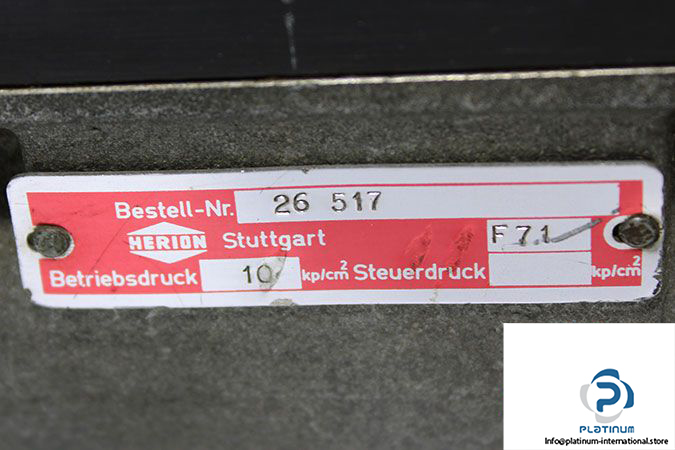 Bestell-Nr. 26 517
HERION Stuttgart F 7.1
Betriebsdruck 10 kp/cm² Steuerdruck kp/cm²
PLATINUM
Info@platinum-international.store